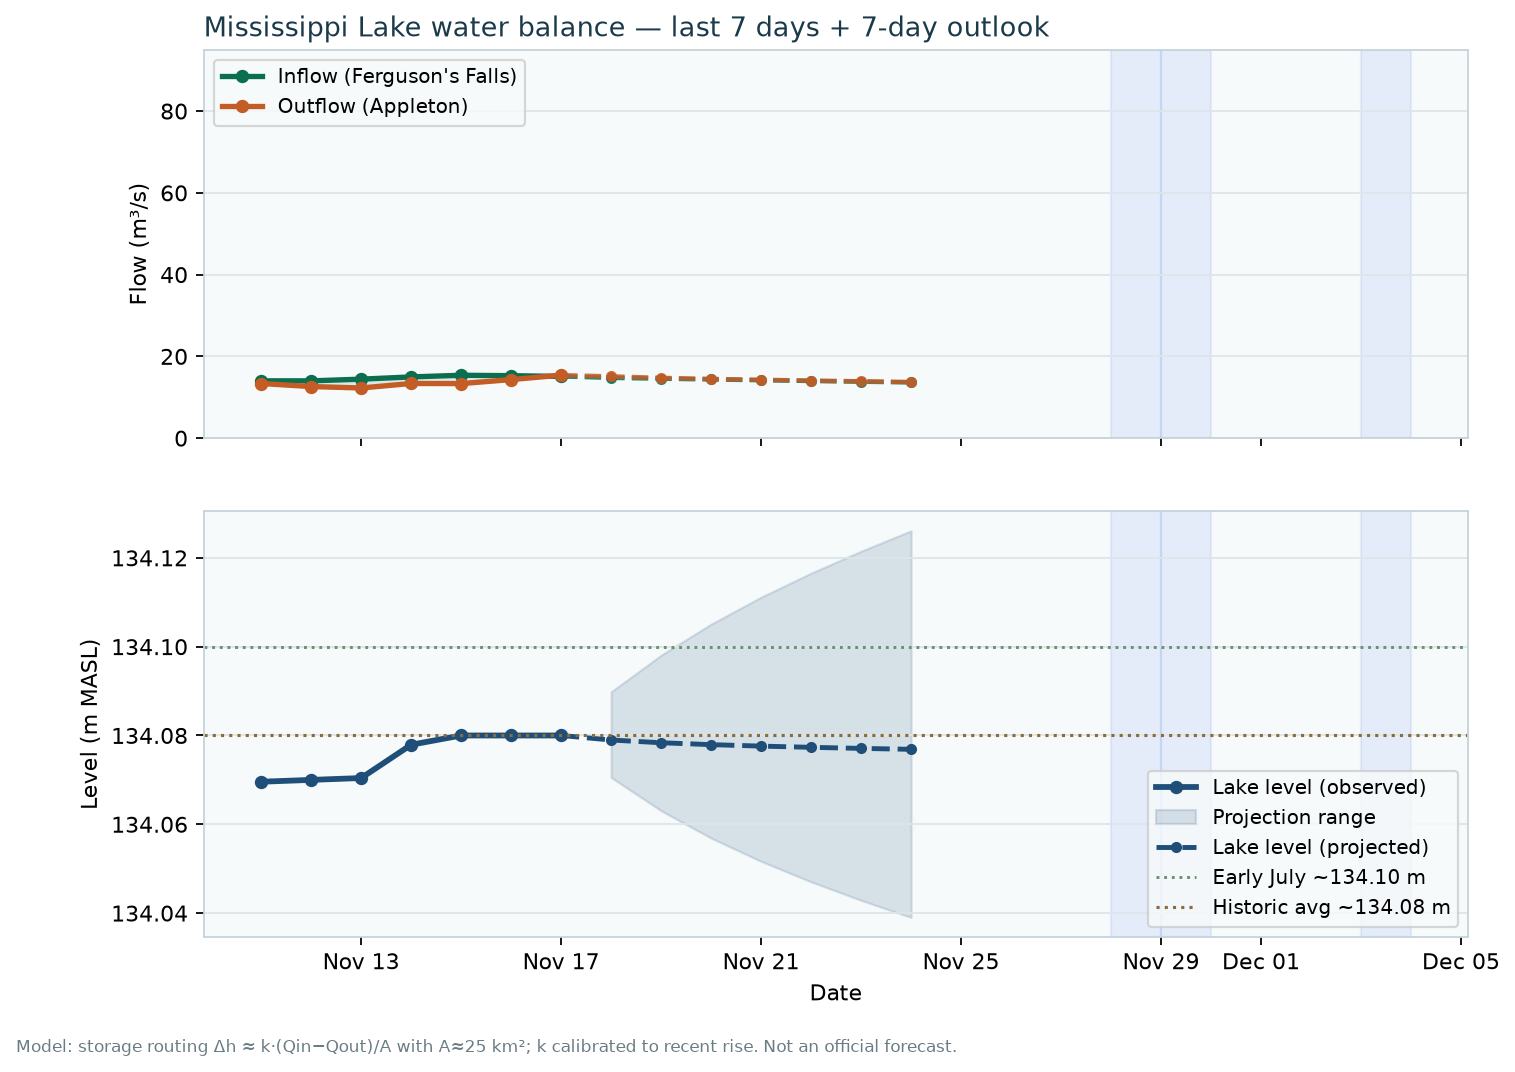 Mississippi Lake water balance — last 7 days + 7-day outlook
Inflow (Ferguson's Falls)
Outflow (Appleton)
Flow (m³/s)
80
60
40
20
0
Level (m MASL)
134.12
134.10
134.08
134.06
134.04
Lake level (observed)
Projection range
Lake level (projected)
Early July ~134.10 m
Historic avg ~134.08 m
Nov 13 Nov 17 Nov 21 Nov 25 Nov 29 Dec 01 Dec 05
Date
Model: storage routing Δh ≈ k·(Qin−Qout)/A with A≈25 km²; k calibrated to recent rise. Not an official forecast.